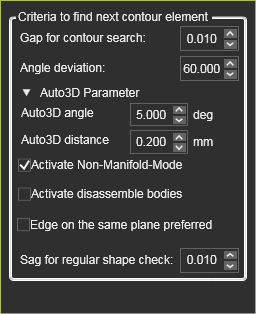 Criteria to find next contour element
Gap for contour search: 0.010
Angle deviation: 60.000
Auto3D Parameter
Auto3D angle 5.000 deg
Auto3D distance 0.200 mm
Activate Non-Manifold-Mode
Activate disassemble bodies
Edge on the same plane preferred
Sag for regular shape check: 0.010